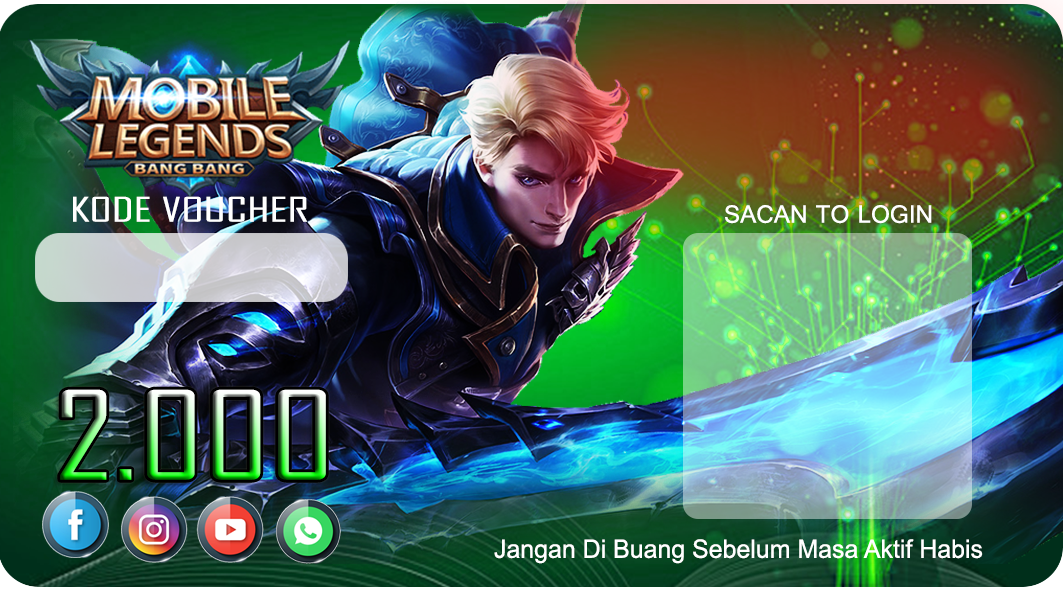 MOBILE
LEGENDS
BANG BANG
KODE VOUCHER
SACAN TO LOGIN
2.000
Jangan Di Buang Sebelum Masa Aktif Habis